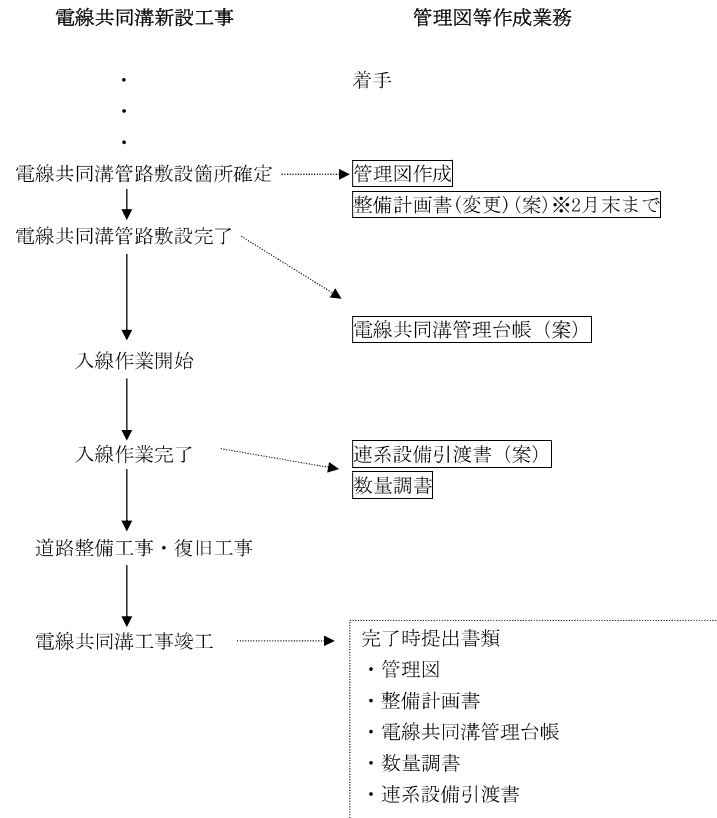 電線共同溝新設工事　管理図等作成業務
・　着手
・
・
電線共同溝管路敷設箇所確定　管理図作成
整備計画書(変更)(案)※2月末まで
電線共同溝管路敷設完了
電線共同溝管理台帳（案）
入線作業開始
入線作業完了　連系設備引渡書（案）
数量調書
道路整備工事・復旧工事
電線共同溝工事竣工　完了時提出書類
・管理図
・整備計画書
・電線共同溝管理台帳
・数量調書
・連系設備引渡書